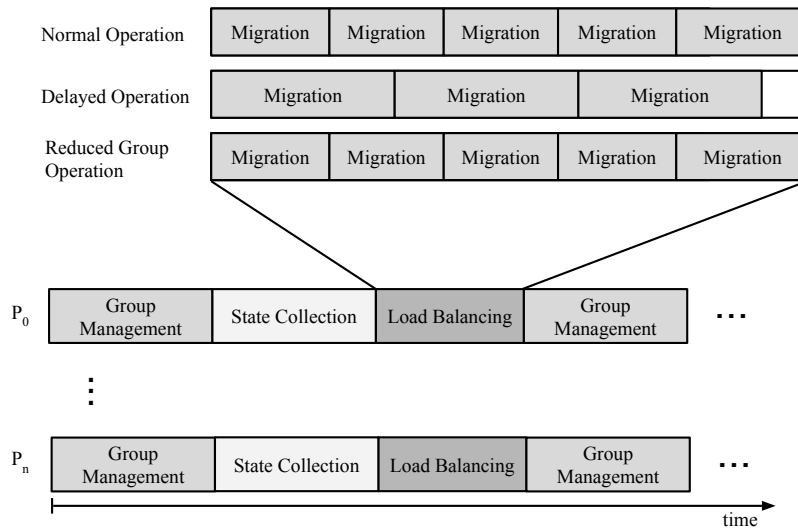 Normal Operation Migration Migration Migration Migration Migration
Delayed Operation Migration Migration Migration
Reduced Group
Operation Migration Migration Migration Migration Migration
P0 Group
Management State Collection Load Balancing Group
Management ...
Pn Group
Management State Collection Load Balancing Group
Management ...
time